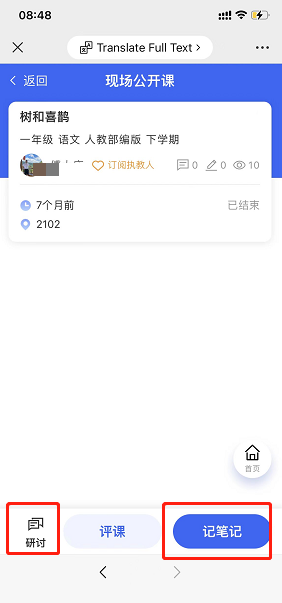 08:48
Translate Full Text >
返回
现场公开课
树和喜鹊
一年级 语文 人教部编版 下学期
订阅执教人 0 0 10
7个月前 已结束
2102
首页
研讨 评课 记笔记